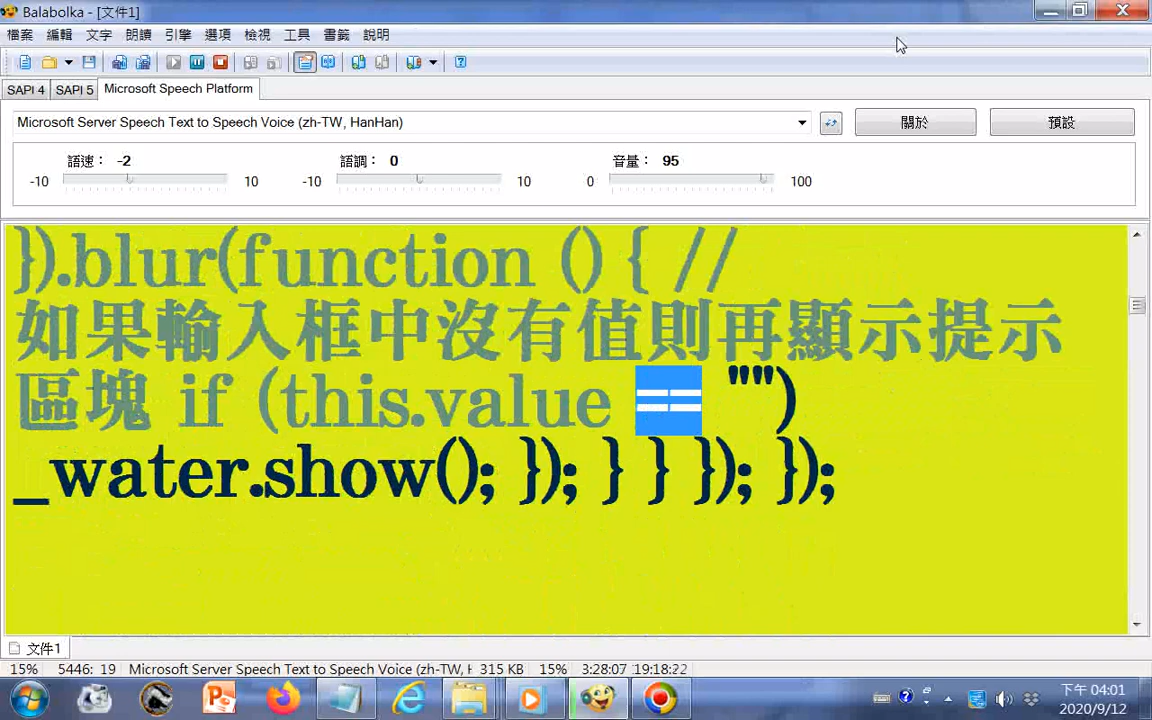 Balabolka - [文件1]
檔案 編輯 文字 朗讀 引擎 選項 檢視 工具 書籤 說明
SAPI 4 SAPI 5 Microsoft Speech Platform
Microsoft Server Speech Text to Speech Voice (zh-TW, HanHan) 關於 預設
語速： -2 語調： 0 音量： 95
-10 10 -10 10 0 100
}).blur(function () { //
如果輸入框中沒有值則再顯示提示
區塊 if (this.value == "")
_water.show(); }); } } }); });
文件1
15% 5446: 19 Microsoft Server Speech Text to Speech Voice (zh-TW, H 315 KB 15% 3:28:07 19:18:22
下午 04:01
2020/9/12